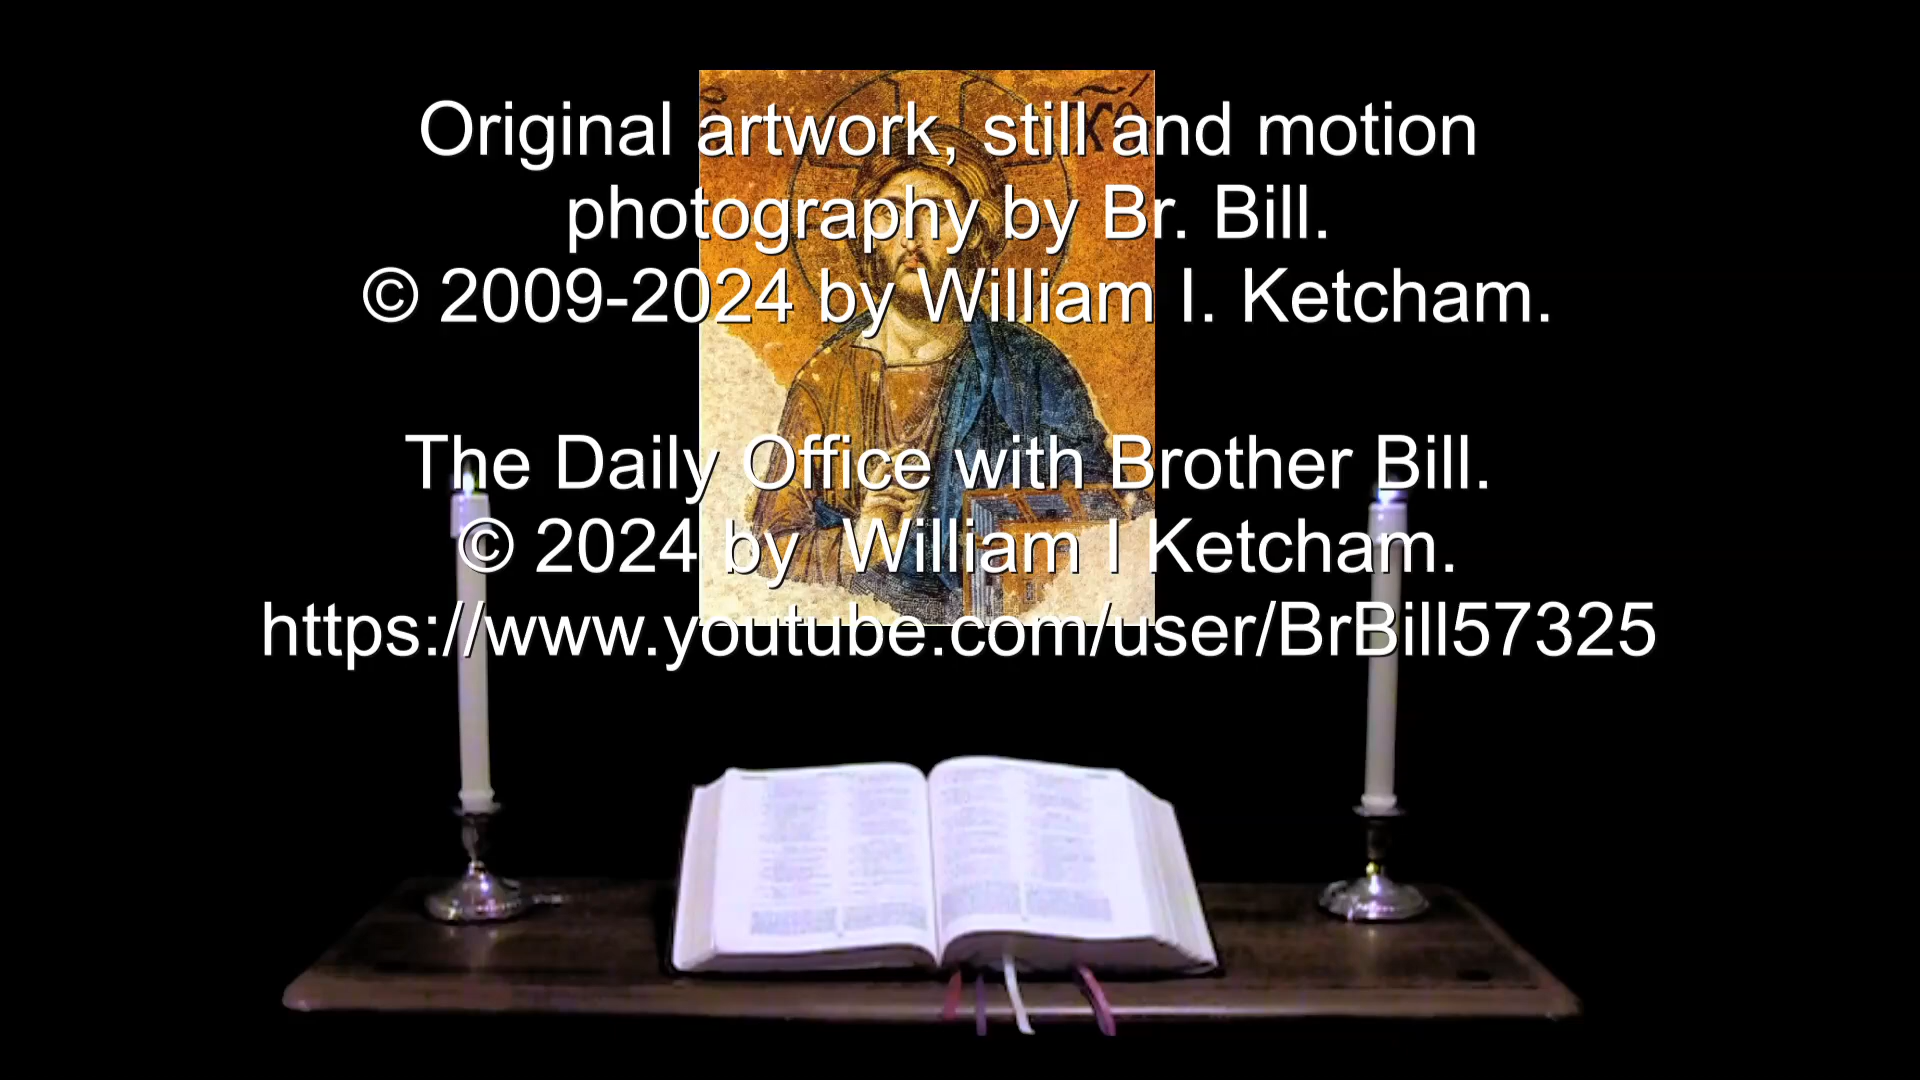 Original artwork, still and motion
photography by Br. Bill.
© 2009-2024 by William I. Ketcham.
The Daily Office with Brother Bill.
© 2024 by  William I Ketcham.
https://www.youtube.com/user/BrBill57325